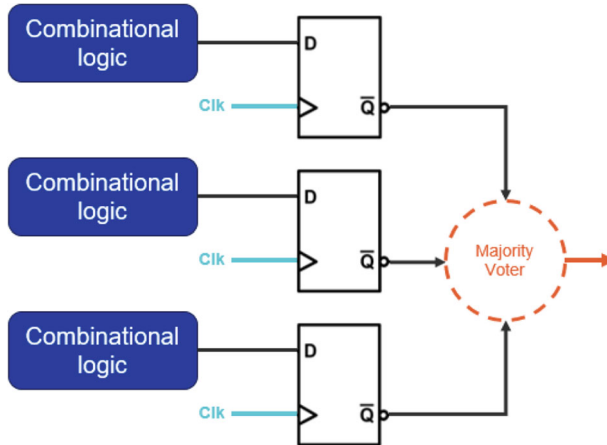 Combinational
logic
D
Clk
Q̅
Combinational
logic
D
Clk
Q̅
Majority
Voter
Combinational
logic
D
Clk
Q̅